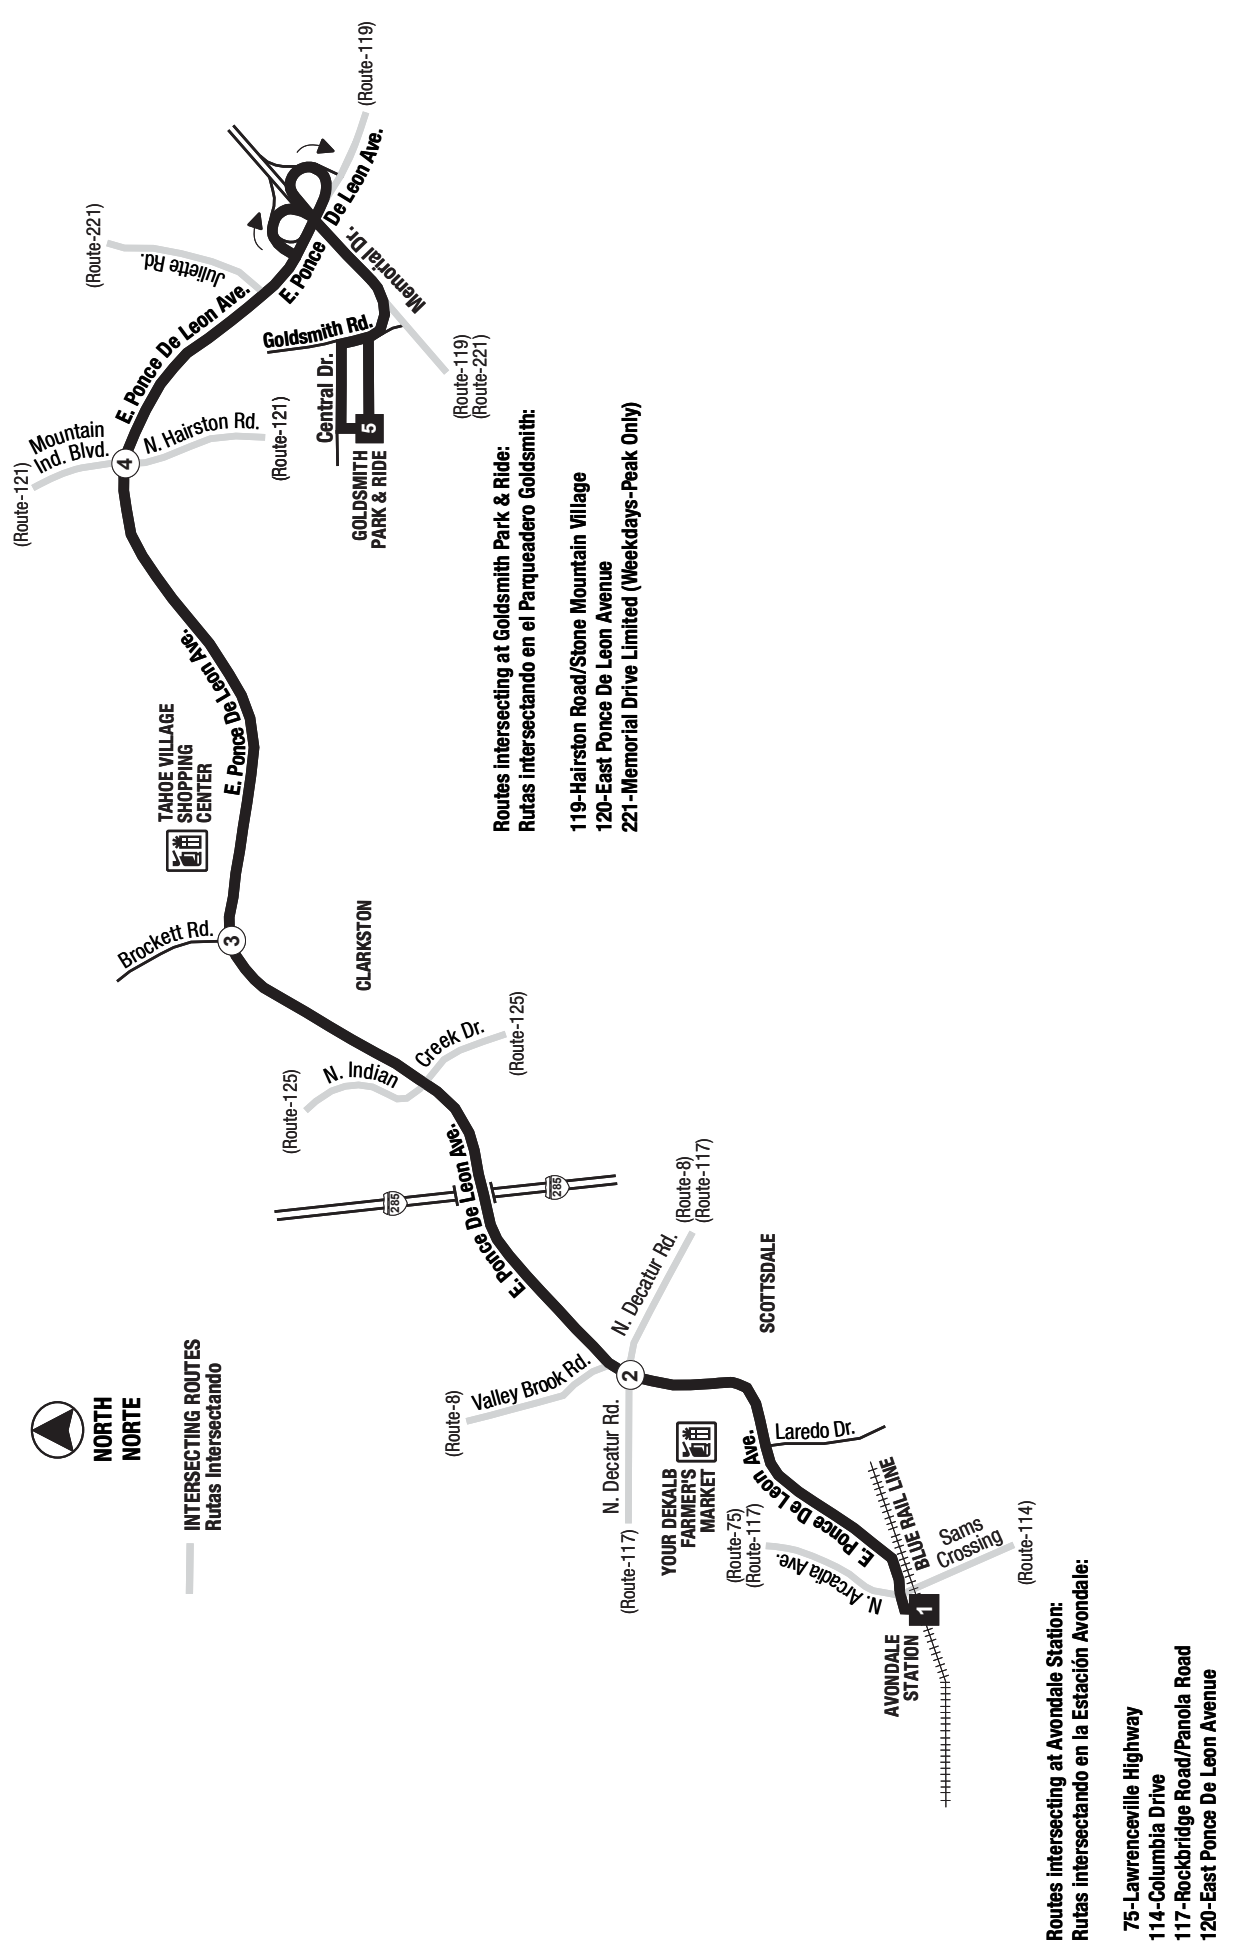 NORTH
NORTE
INTERSECTING ROUTES
Rutas Intersectando
(Route-75)
(Route-117)
N. Arcadia Ave.
AVONDALE
STATION
1
BLUE RAIL LINE
Sams
Crossing
(Route-114)
E. Ponce De Leon Ave.
Laredo Dr.
YOUR DEKALB
FARMER'S
MARKET
(Route-117)
N. Decatur Rd.
2
(Route-8)
Valley Brook Rd.
N. Decatur Rd.
(Route-8)
(Route-117)
SCOTTSDALE
E. Ponce De Leon Ave.
285
285
(Route-125)
N. Indian
Creek Dr.
(Route-125)
CLARKSTON
Brockett Rd.
3
TAHOE VILLAGE
SHOPPING
CENTER
E. Ponce De Leon Ave.
(Route-121)
Mountain
Ind. Blvd.
4
N. Hairston Rd.
(Route-121)
E. Ponce De Leon Ave.
(Route-221)
Juliette Rd.
E. Ponce De Leon Ave.
(Route-119)
Memorial Dr.
(Route-119)
(Route-221)
Goldsmith Rd.
Central Dr.
5
GOLDSMITH
PARK & RIDE
Routes intersecting at Goldsmith Park & Ride:
Rutas intersectando en el Parqueadero Goldsmith:
119-Hairston Road/Stone Mountain Village
120-East Ponce De Leon Avenue
221-Memorial Drive Limited (Weekdays-Peak Only)
Routes intersecting at Avondale Station:
Rutas intersectando en la Estación Avondale:
75-Lawrenceville Highway
114-Columbia Drive
117-Rockbridge Road/Panola Road
120-East Ponce De Leon Avenue